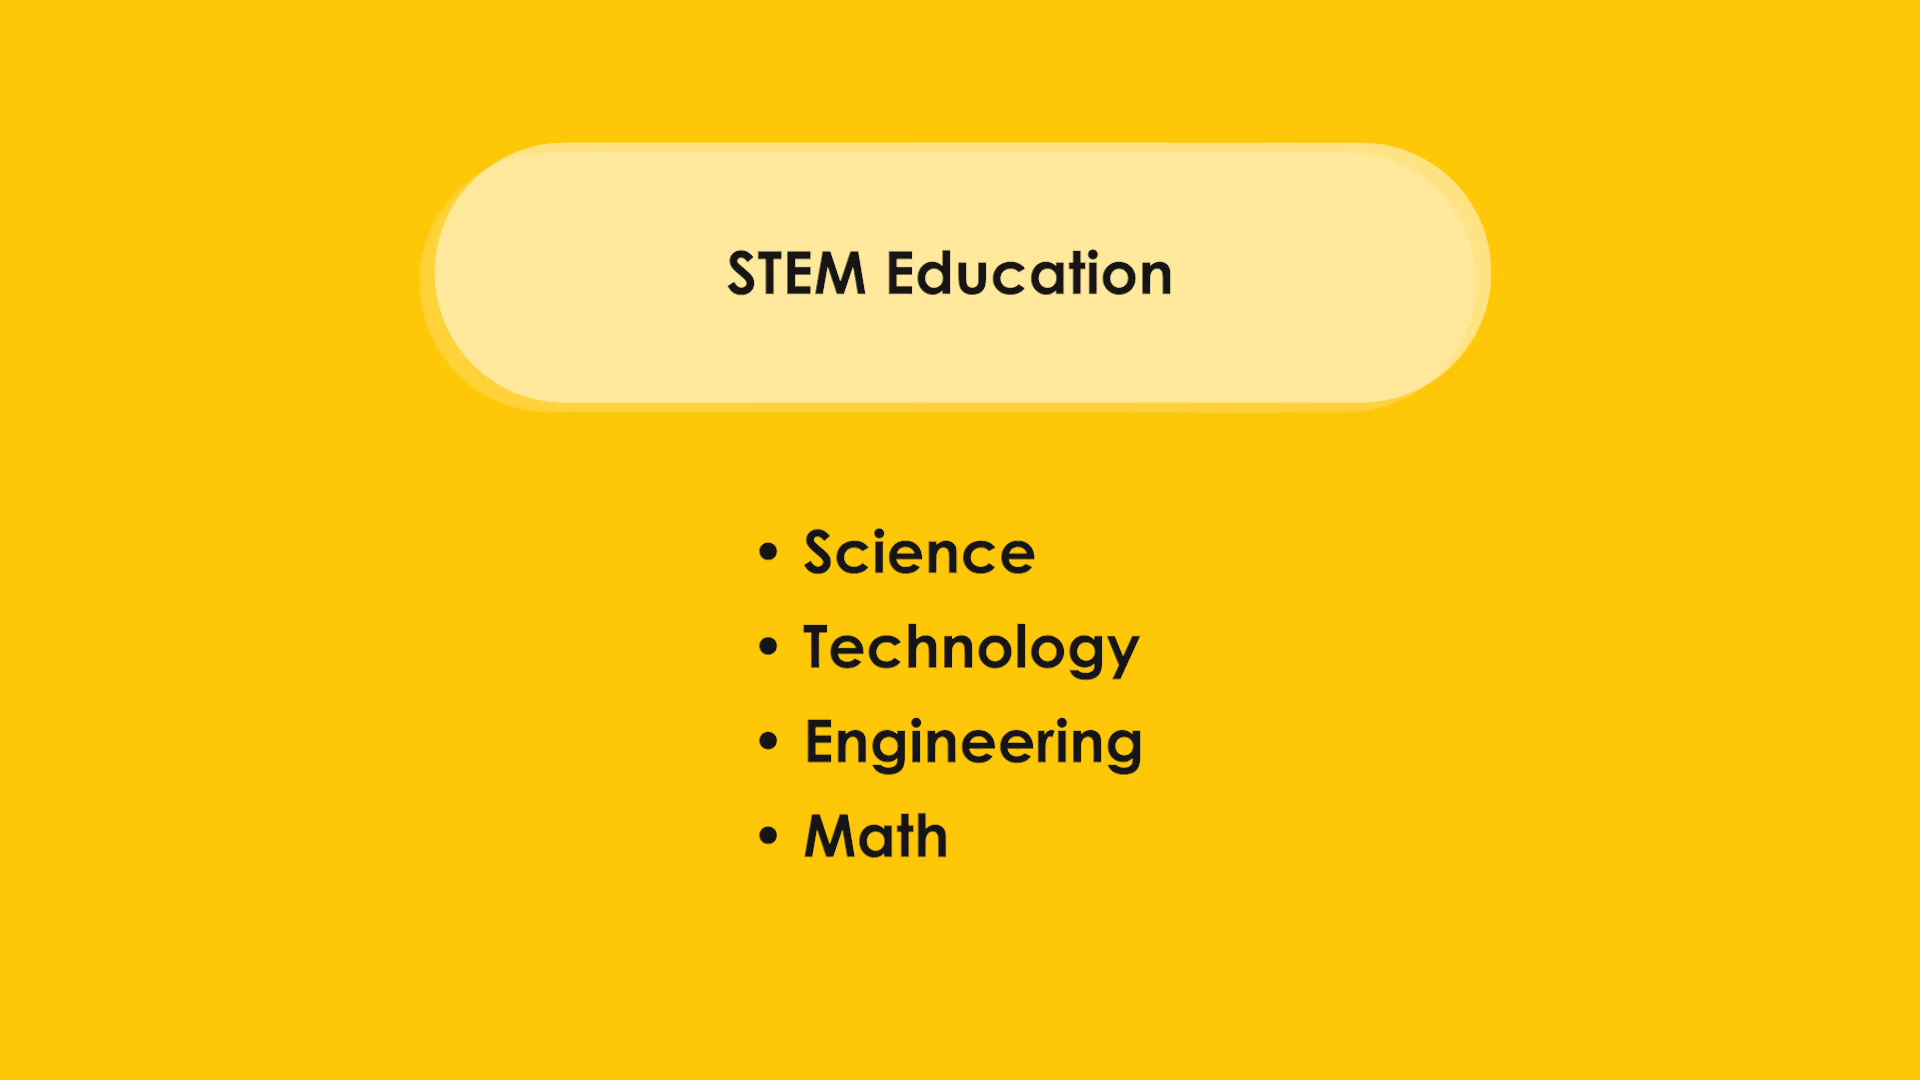 STEM Education
• Science
• Technology
• Engineering
• Math